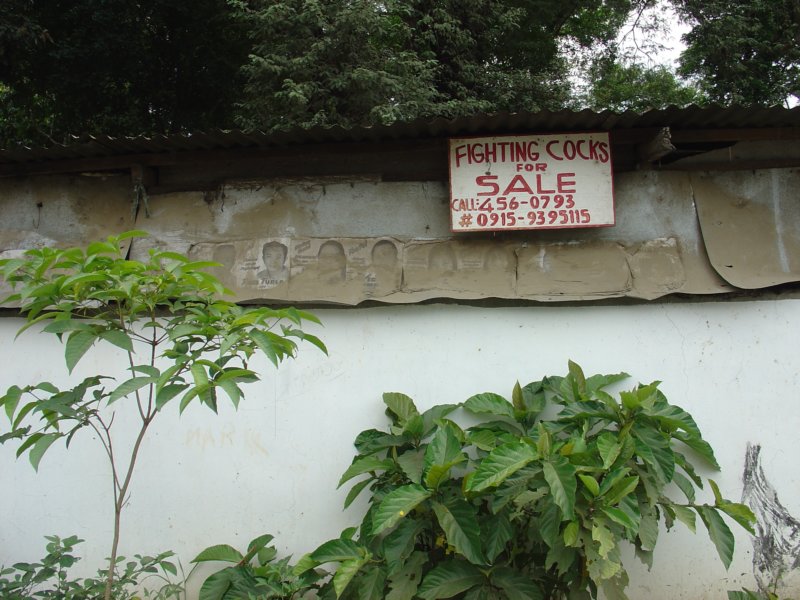 FIGHTING COCKS
FOR
SALE
CALL: 456-0793
# 0915-9395115